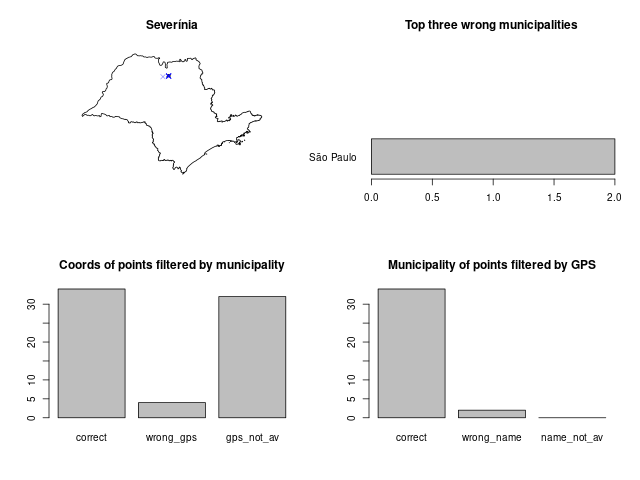 Severínia
Top three wrong municipalities
São Paulo
0.0 0.5 1.0 1.5 2.0
Coords of points filtered by municipality
30
10
5
0
correct wrong_gps gps_not_av
Municipality of points filtered by GPS
30
10
5
0
correct wrong_name name_not_av